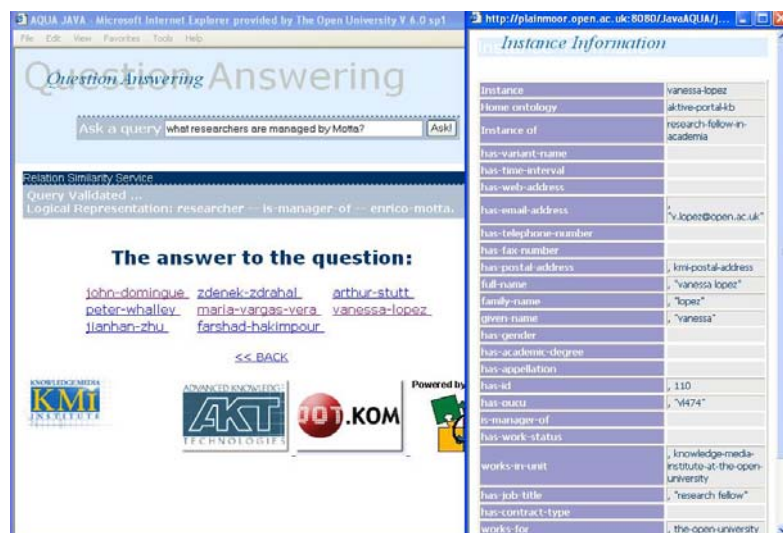 AQUA JAVA - Microsoft Internet Explorer provided by The Open University V 6.0 sp1
File Edit View Favorites Tools Help
Question Answering
Question Answering
Ask a query what researchers are managed by Motta? Ask!
Relation Similarity Service
Query Validated ...
Logical Representation: researcher -- is-manager-of -- enrico-motta.
The answer to the question:
john-domingue zdenek-zdrahal arthur-stutt
peter-whalley maria-vargas-vera vanessa-lopez
jianhan-zhu farshad-hakimpour
<< BACK
KNOWLEDGE MEDIA
KMi
INSTITUTE
ADVANCED KNOWLEDGE
AKT
TECHNOLOGIES
DOT.KOM
Powered by
http://plainmoor.open.ac.uk:8080/JavaAQUA/j...
Instance Information
Instance vanessa-lopez
Home ontology aktive-portal-kb
Instance of research-fellow-in-
academia
has-variant-name
has-time-interval
has-web-address
has-email-address ,
"v.lopez@open.ac.uk"
has-telephone-number
has-fax-number
has-postal-address , kmi-postal-address
full-name , "vanessa lopez"
family-name , "lopez"
given-name , "vanessa"
has-gender
has-academic-degree
has-appellation
has-id , 110
has-oucu , "vl474"
is-manager-of
has-work-status
works-in-unit , knowledge-media-
institute-at-the-open-
university
has-job-title , "research fellow"
has-contract-type
works-for , the-open-university